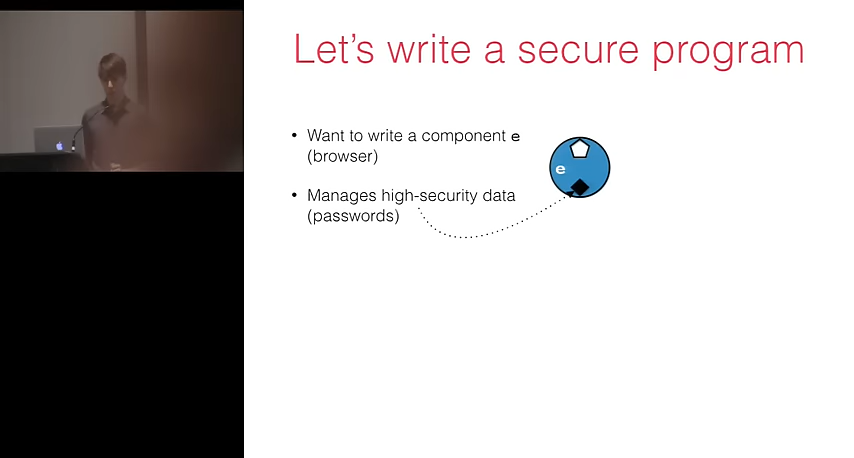 Let's write a secure program
• Want to write a component e
(browser)
e
• Manages high-security data
(passwords)